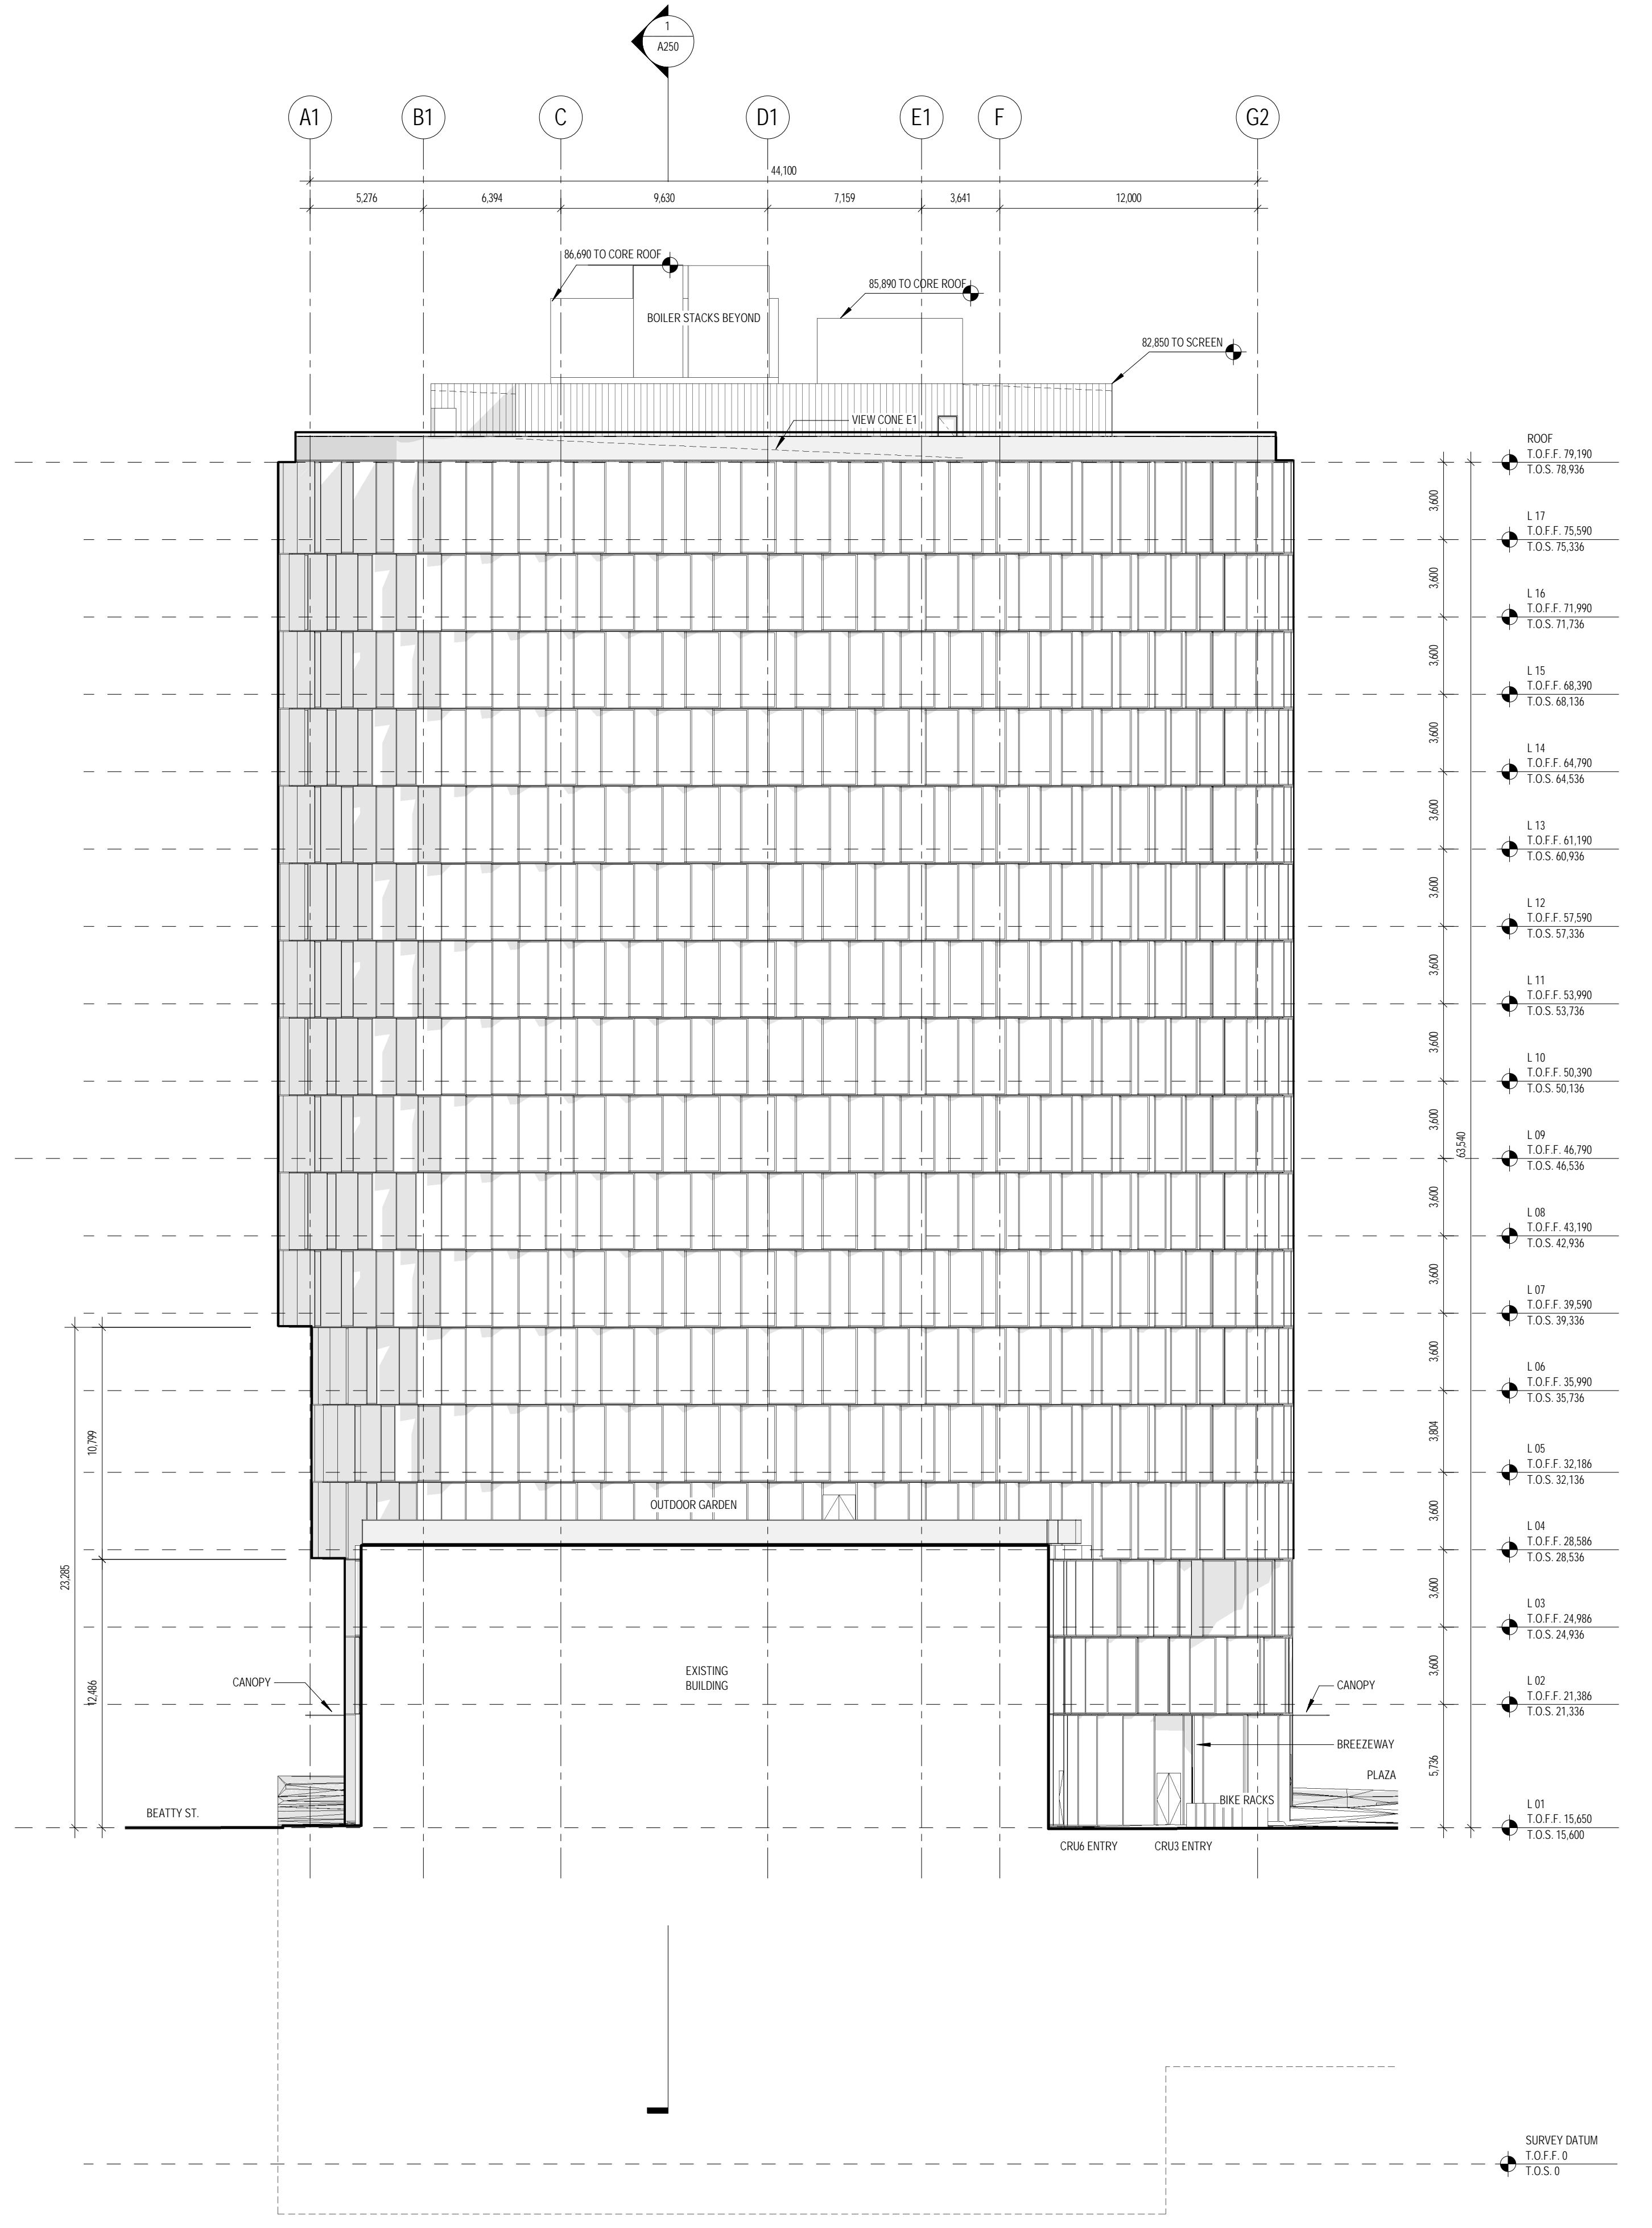 1
A250
A1
B1
C
D1
E1
F
G2
44,100
5,276
6,394
9,630
7,159
3,641
12,000
86,690 TO CORE ROOF
85,890 TO CORE ROOF
BOILER STACKS BEYOND
82,850 TO SCREEN
VIEW CONE E1
ROOF
T.O.F.F. 79,190
T.O.S. 78,936
3,600
L 17
T.O.F.F. 75,590
T.O.S. 75,336
3,600
L 16
T.O.F.F. 71,990
T.O.S. 71,736
3,600
L 15
T.O.F.F. 68,390
T.O.S. 68,136
3,600
L 14
T.O.F.F. 64,790
T.O.S. 64,536
3,600
L 13
T.O.F.F. 61,190
T.O.S. 60,936
3,600
L 12
T.O.F.F. 57,590
T.O.S. 57,336
3,600
L 11
T.O.F.F. 53,990
T.O.S. 53,736
3,600
L 10
T.O.F.F. 50,390
T.O.S. 50,136
3,600
63,540
L 09
T.O.F.F. 46,790
T.O.S. 46,536
3,600
L 08
T.O.F.F. 43,190
T.O.S. 42,936
3,600
L 07
T.O.F.F. 39,590
T.O.S. 39,336
3,600
L 06
T.O.F.F. 35,990
T.O.S. 35,736
10,799
3,804
L 05
T.O.F.F. 32,186
T.O.S. 32,136
OUTDOOR GARDEN
3,600
L 04
T.O.F.F. 28,586
T.O.S. 28,536
23,285
3,600
L 03
T.O.F.F. 24,986
T.O.S. 24,936
EXISTING
BUILDING
3,600
CANOPY
12,486
CANOPY
L 02
T.O.F.F. 21,386
T.O.S. 21,336
BREEZEWAY
5,736
PLAZA
BIKE RACKS
BEATTY ST.
L 01
T.O.F.F. 15,650
T.O.S. 15,600
CRU6 ENTRY
CRU3 ENTRY
SURVEY DATUM
T.O.F.F. 0
T.O.S. 0